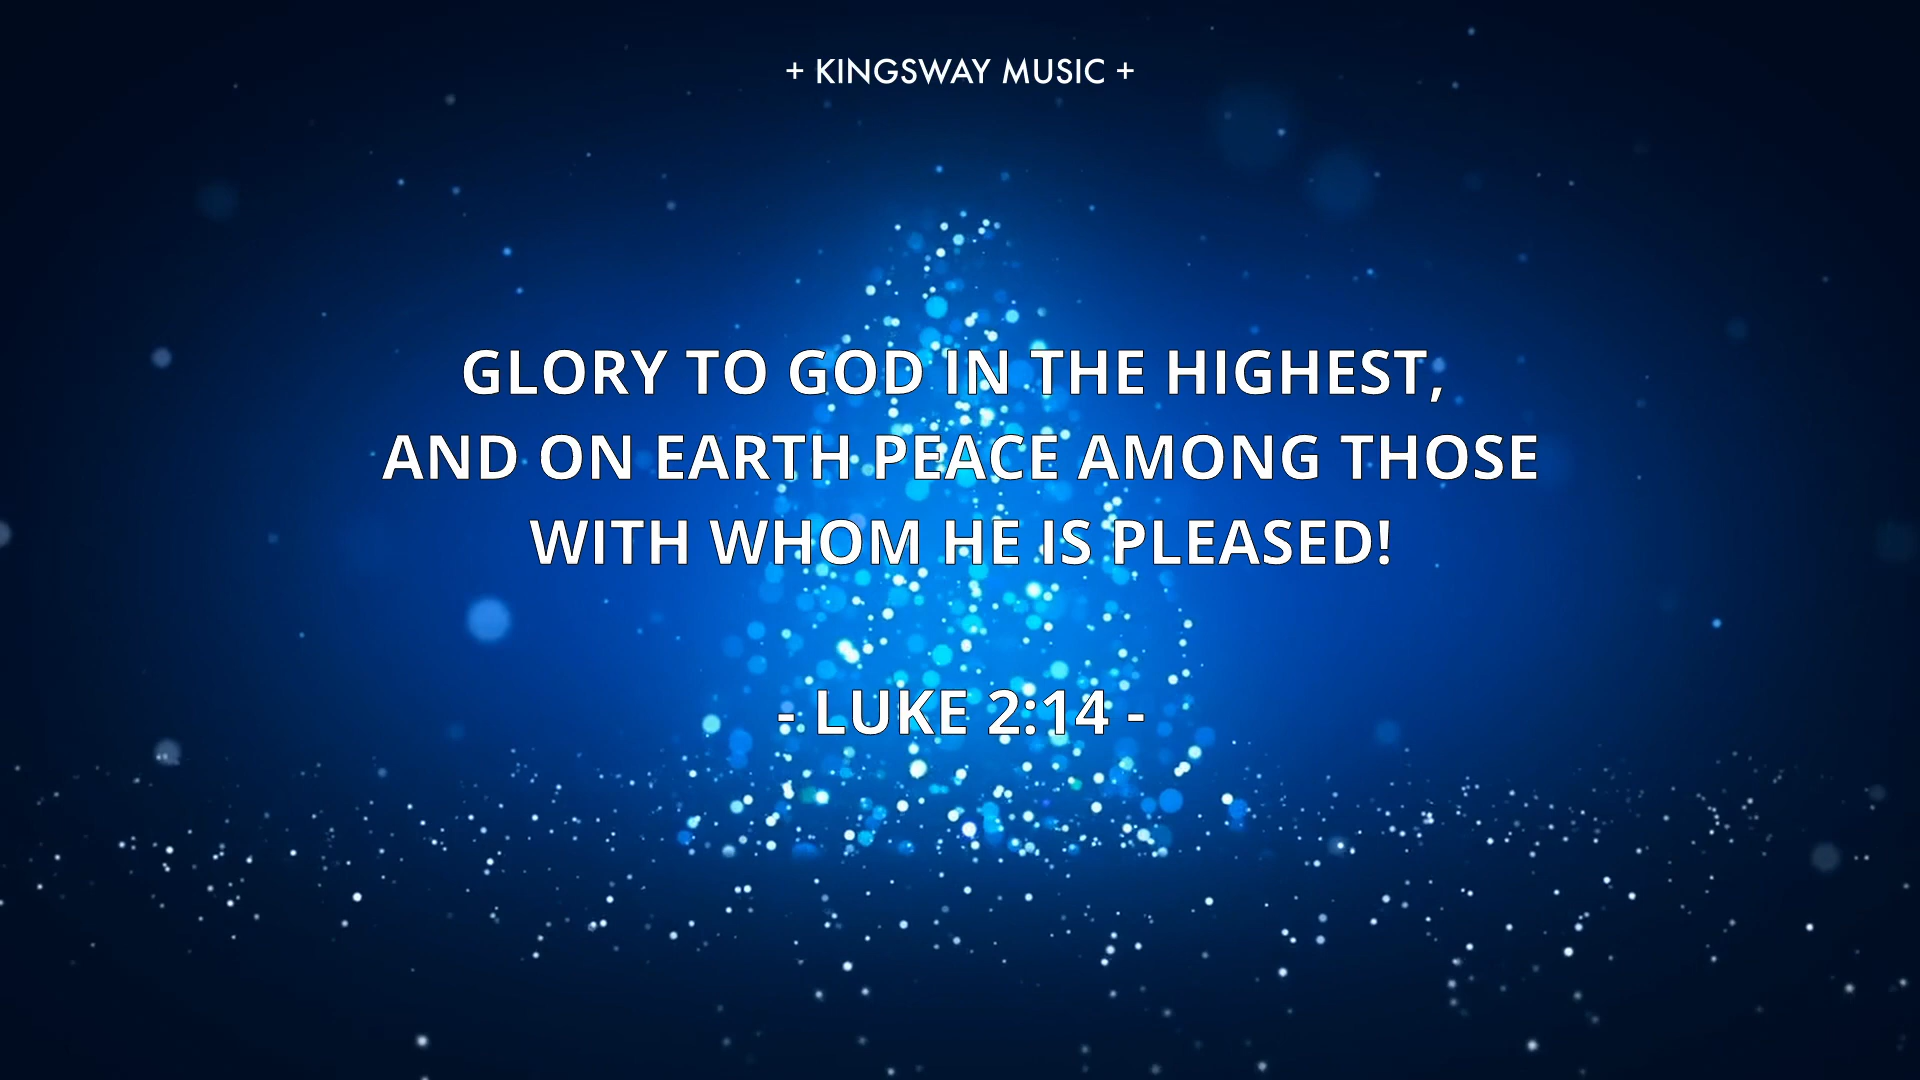 + KINGSWAY MUSIC +
GLORY TO GOD IN THE HIGHEST,
AND ON EARTH PEACE AMONG THOSE
WITH WHOM HE IS PLEASED!
- LUKE 2:14 -